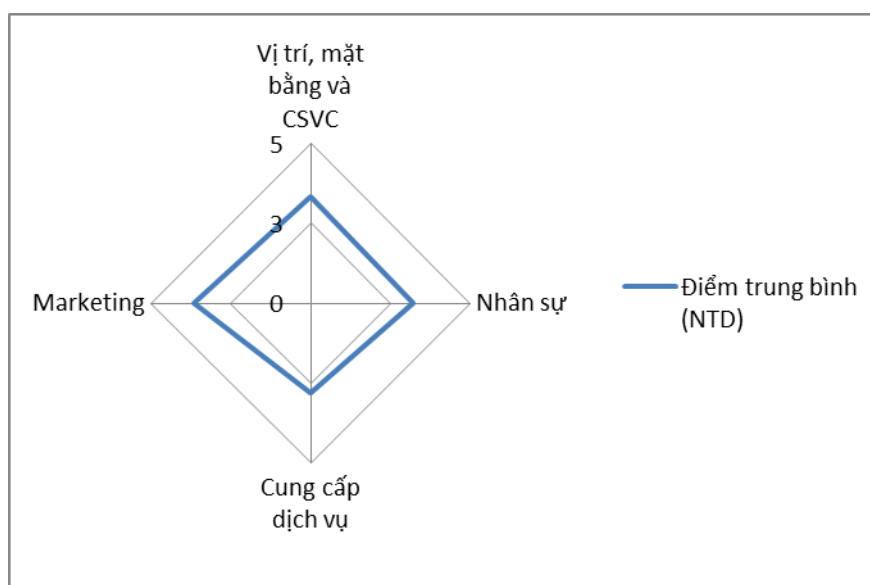 Vị trí, mặt
bằng và
CSVC
5
3
0
Marketing
Nhân sự
Cung cấp
dịch vụ
Điểm trung bình
(NTD)